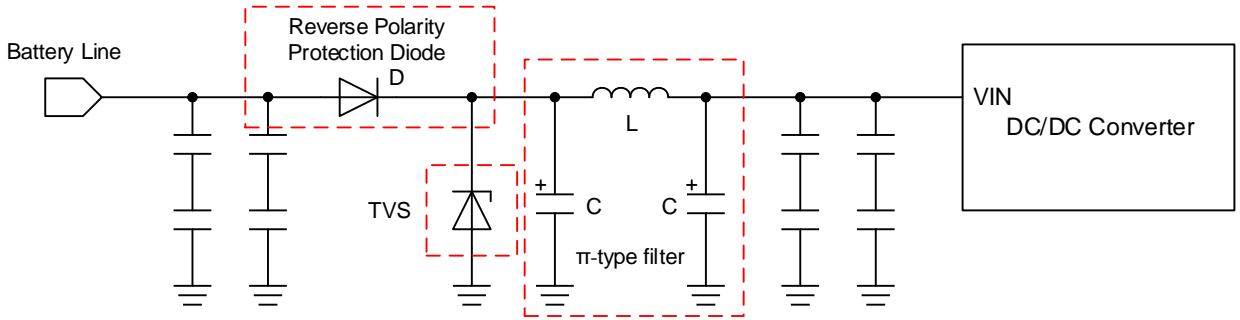 Reverse Polarity
Protection Diode
Battery Line
D
VIN
DC/DC Converter
L
TVS
+
C
+
C
π-type filter